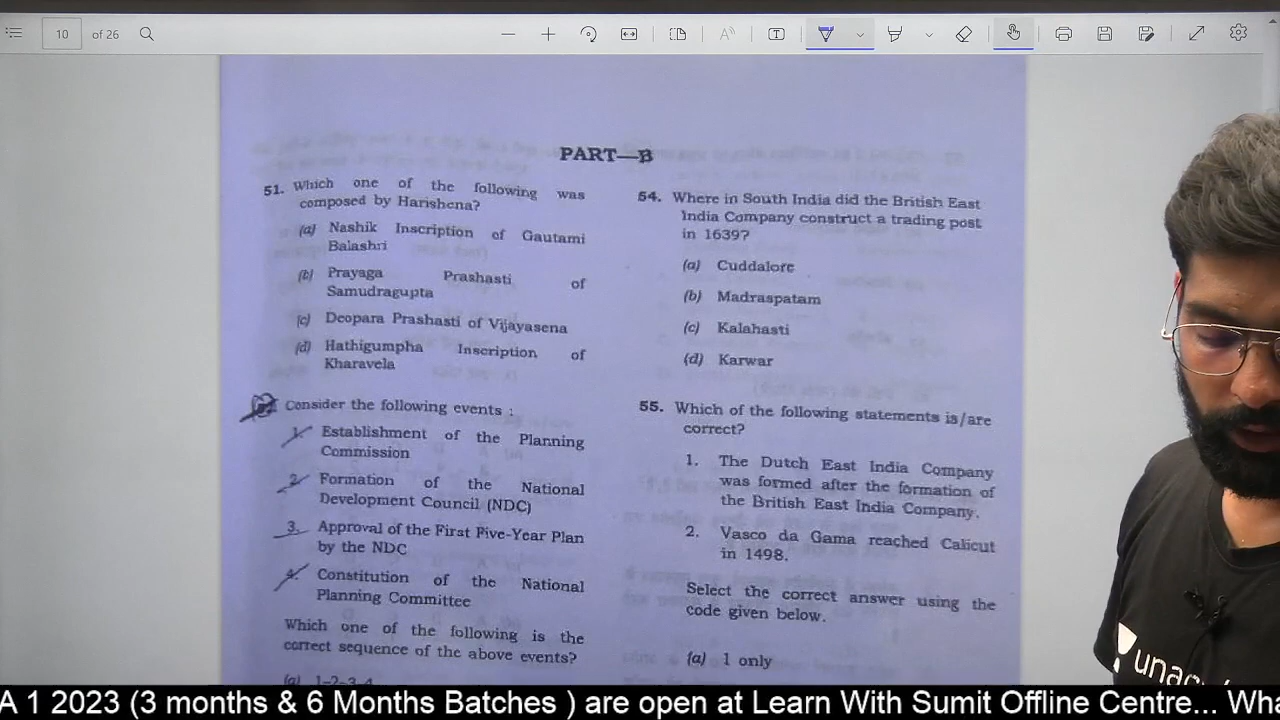 10 of 26
PART—B
51. Which one of the following was
composed by Harishena?
(a) Nashik Inscription of Gautami
Balashri
(b) Prayaga Prashasti of
Samudragupta
(c) Deopara Prashasti of Vijayasena
(d) Hathigumpha Inscription of
Kharavela
Consider the following events :
1. Establishment of the Planning
Commission
2. Formation of the National
Development Council (NDC)
3. Approval of the First Five-Year Plan
by the NDC
4. Constitution of the National
Planning Committee
Which one of the following is the
correct sequence of the above events?
(a) 1–2–3–4
54. Where in South India did the British East
India Company construct a trading post
in 1639?
(a) Cuddalore
(b) Madraspatam
(c) Kalahasti
(d) Karwar
55. Which of the following statements is/are
correct?
1. The Dutch East India Company
was formed after the formation of
the British East India Company.
2. Vasco da Gama reached Calicut
in 1498.
Select the correct answer using the
code given below.
(a) 1 only
unac
A 1 2023 (3 months & 6 Months Batches ) are open at Learn With Sumit Offline Centre... Wha